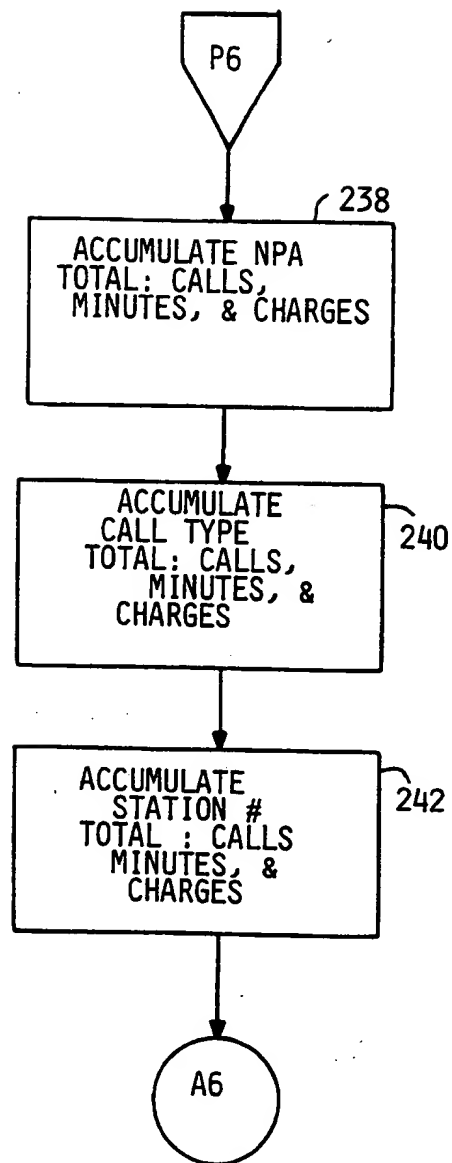 P6
238
ACCUMULATE NPA
TOTAL: CALLS,
MINUTES, & CHARGES
ACCUMULATE
CALL TYPE
TOTAL: CALLS,
MINUTES, &
CHARGES
240
ACCUMULATE
STATION #
TOTAL : CALLS
MINUTES, &
CHARGES
242
A6